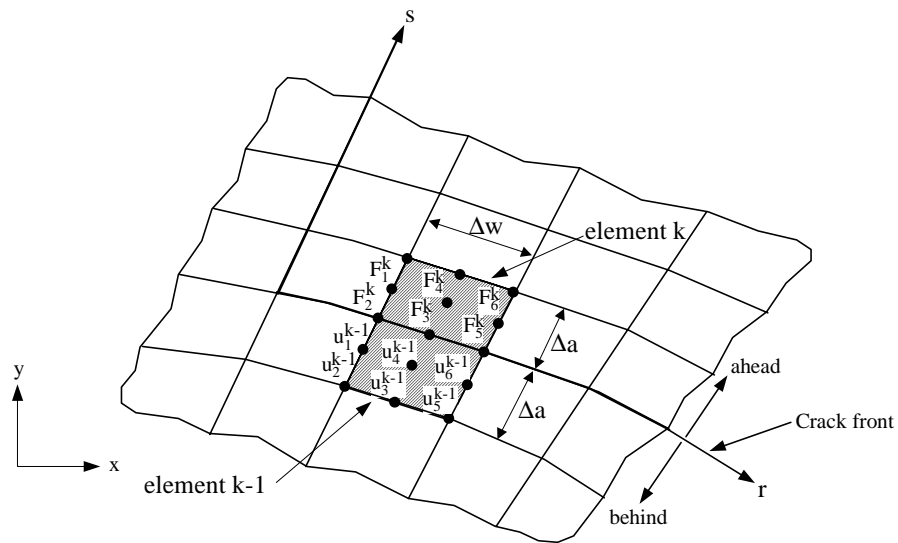 s
Δw
element k
F₁ᵏ
F₄ᵏ
F₆ᵏ
F₂ᵏ
F₃ᵏ
F₅ᵏ
u₁ᵏ⁻¹
u₄ᵏ⁻¹
u₂ᵏ⁻¹
u₆ᵏ⁻¹
u₃ᵏ⁻¹
u₅ᵏ⁻¹
Δa
Δa
ahead
y
x
Crack front
element k-1
r
behind